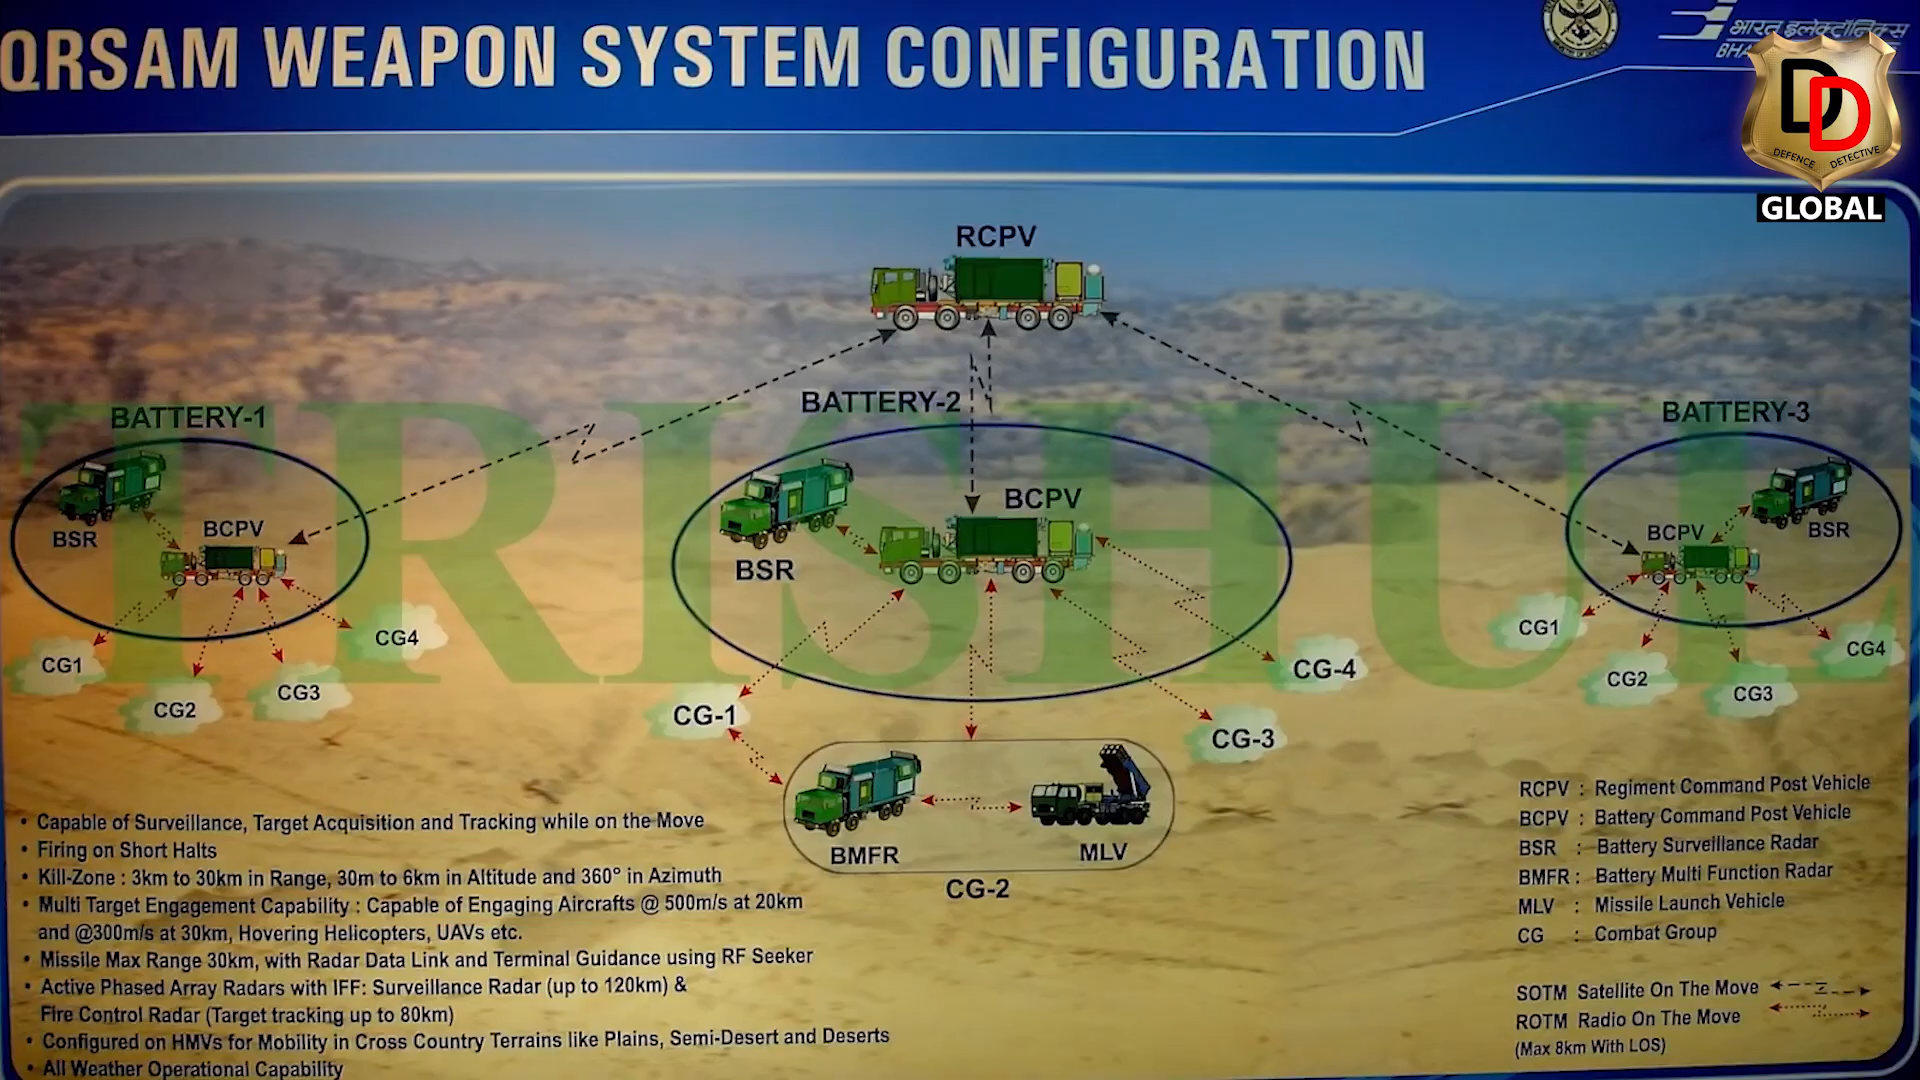 QRSAM WEAPON SYSTEM CONFIGURATION
भारत इलेक्ट्रॉनिक्स
DD
DEFENCE DETECTIVE
GLOBAL
RCPV
BATTERY-1
BATTERY-2
BATTERY-3
BSR
BCPV
CG1
CG2
CG3
CG4
BSR
BCPV
CG-1
CG-3
CG-4
BMFR
MLV
CG-2
BCPV
BSR
CG1
CG2
CG3
CG4
TRISHUL
• Capable of Surveillance, Target Acquisition and Tracking while on the Move
• Firing on Short Halts
• Kill-Zone : 3km to 30km in Range, 30m to 6km in Altitude and 360° in Azimuth
• Multi Target Engagement Capability : Capable of Engaging Aircrafts @ 500m/s at 20km
and @300m/s at 30km, Hovering Helicopters, UAVs etc.
• Missile Max Range 30km, with Radar Data Link and Terminal Guidance using RF Seeker
• Active Phased Array Radars with IFF: Surveillance Radar (up to 120km) &
Fire Control Radar (Target tracking up to 80km)
• Configured on HMVs for Mobility in Cross Country Terrains like Plains, Semi-Desert and Deserts
• All Weather Operational Capability
RCPV : Regiment Command Post Vehicle
BCPV : Battery Command Post Vehicle
BSR : Battery Surveillance Radar
BMFR : Battery Multi Function Radar
MLV : Missile Launch Vehicle
CG : Combat Group
SOTM Satellite On The Move
ROTM Radio On The Move
(Max 8km With LOS)